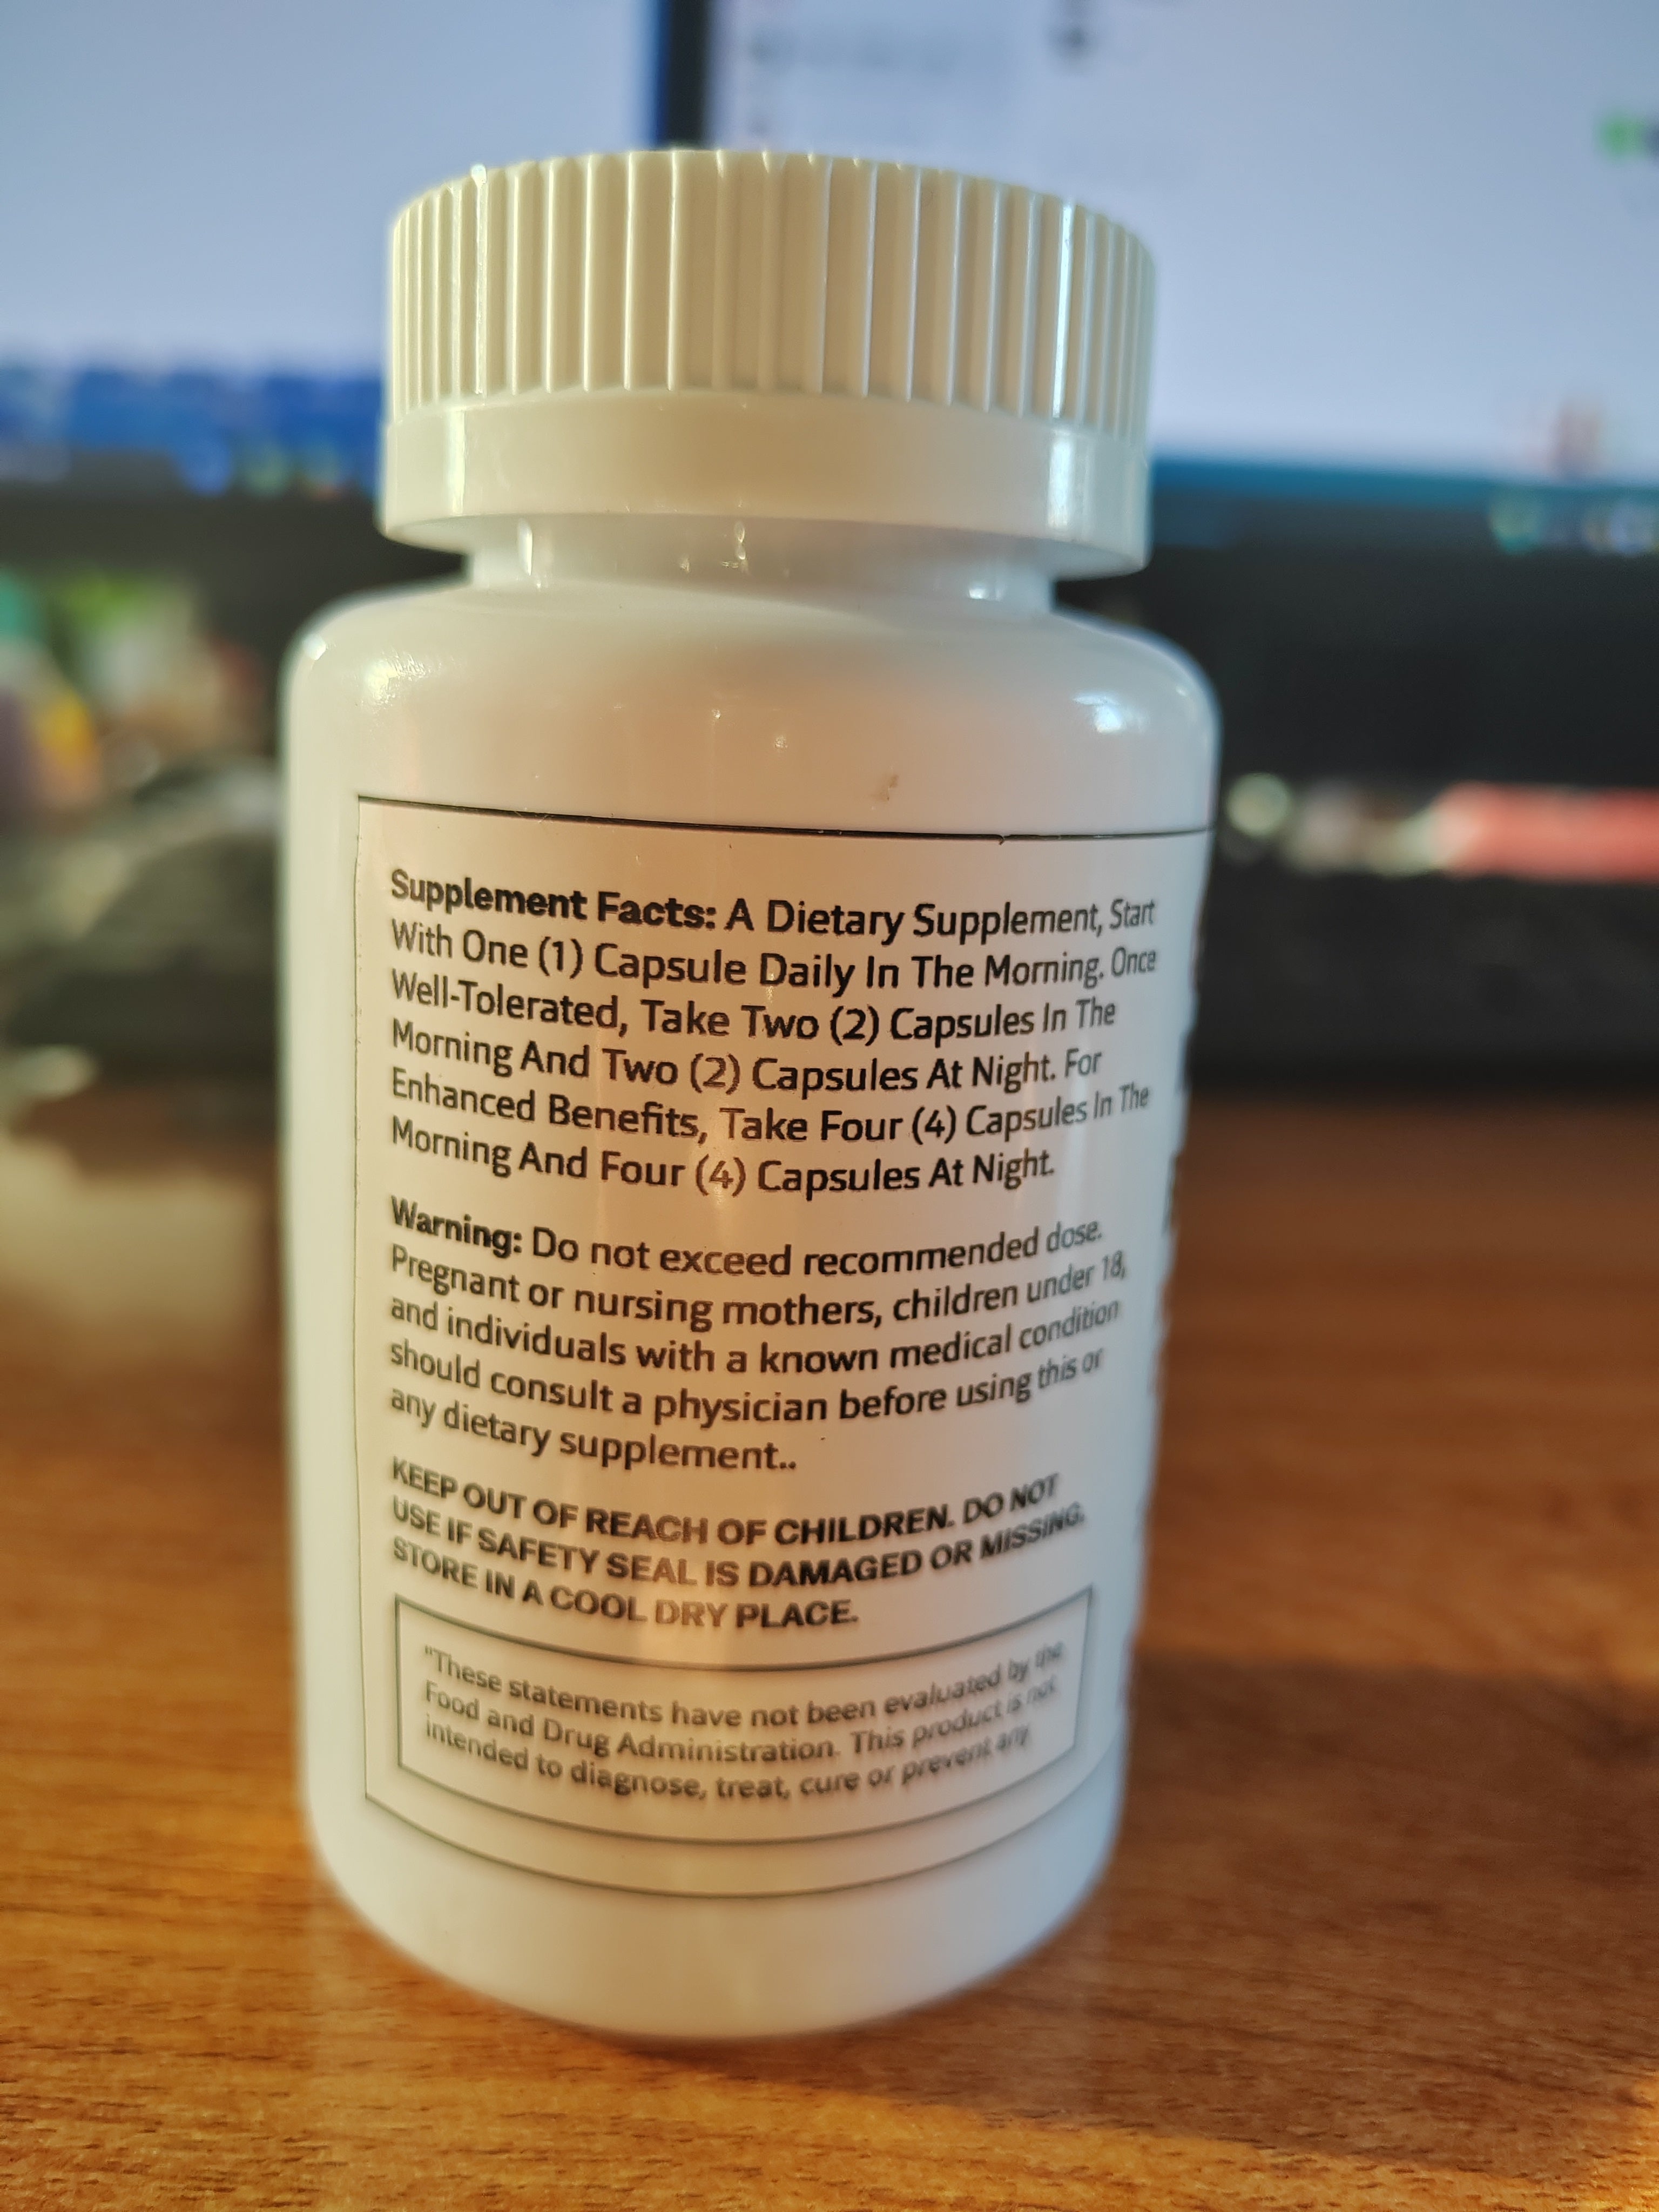 Supplement Facts: A Dietary Supplement, Start
With One (1) Capsule Daily In The Morning. Once
Well-Tolerated, Take Two (2) Capsules In The
Morning And Two (2) Capsules At Night. For
Enhanced Benefits, Take Four (4) Capsules In The
Morning And Four (4) Capsules At Night.
Warning: Do not exceed recommended dose.
Pregnant or nursing mothers, children under 18,
and individuals with a known medical condition
should consult a physician before using this or
any dietary supplement..
KEEP OUT OF REACH OF CHILDREN. DO NOT
USE IF SAFETY SEAL IS DAMAGED OR MISSING.
STORE IN A COOL DRY PLACE.
"These statements have not been evaluated by the
Food and Drug Administration. This product is not
intended to diagnose, treat, cure or prevent any